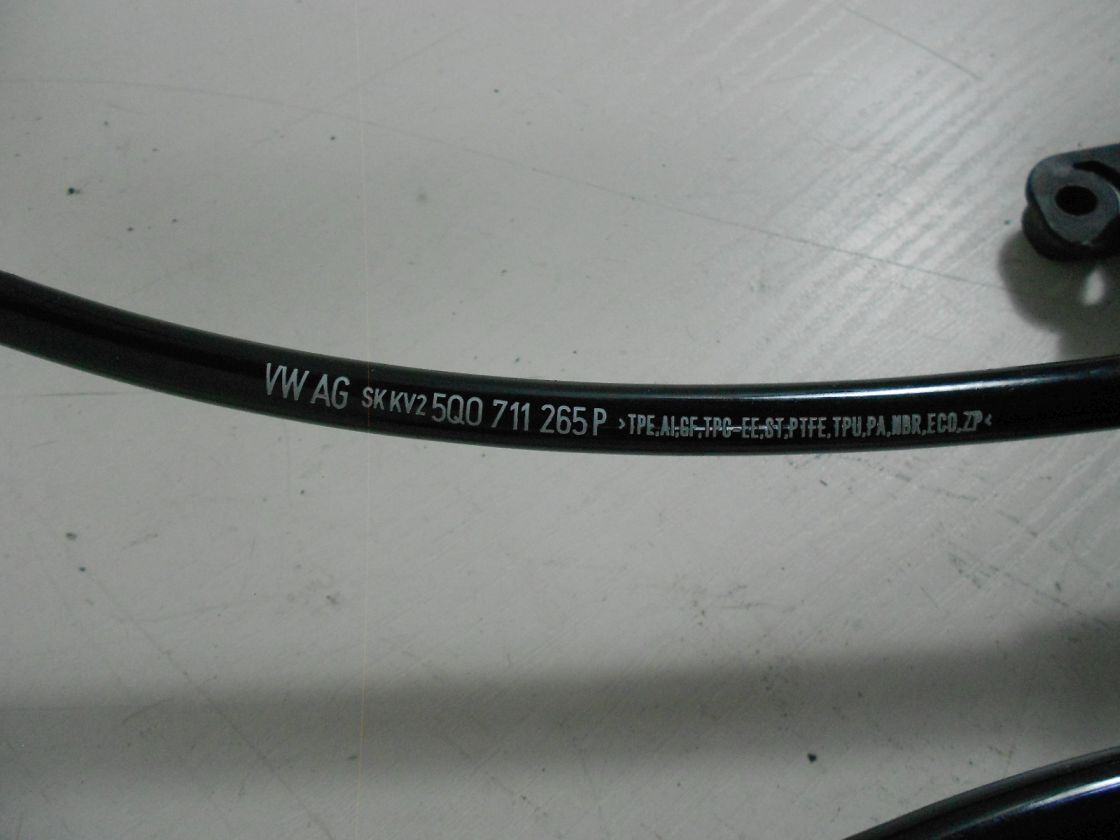 VW AG SK KV2 5Q0 711 265 P >TPE,AI,GF,TPC-EE,ST,PTFE,TPU,PA,NBR,ECO,ZP<